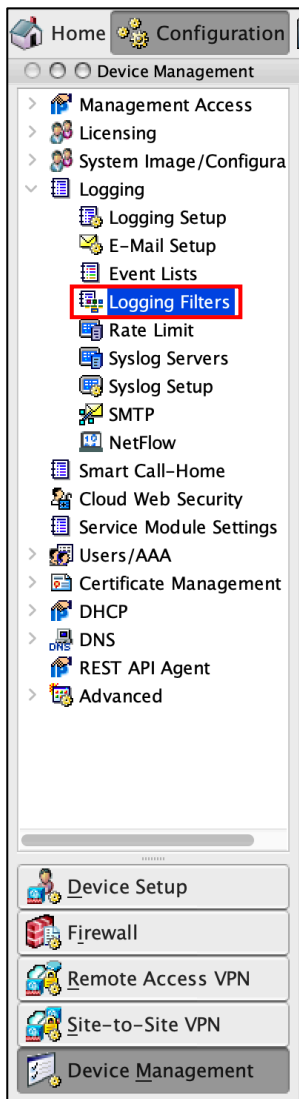 Home Configuration
Device Management
Management Access
Licensing
System Image/Configura
Logging
Logging Setup
E-Mail Setup
Event Lists
Logging Filters
Rate Limit
Syslog Servers
Syslog Setup
SMTP
NetFlow
Smart Call-Home
Cloud Web Security
Service Module Settings
Users/AAA
Certificate Management
DHCP
DNS DNS
REST API Agent
Advanced
Device Setup
Firewall
Remote Access VPN
Site-to-Site VPN
Device Management